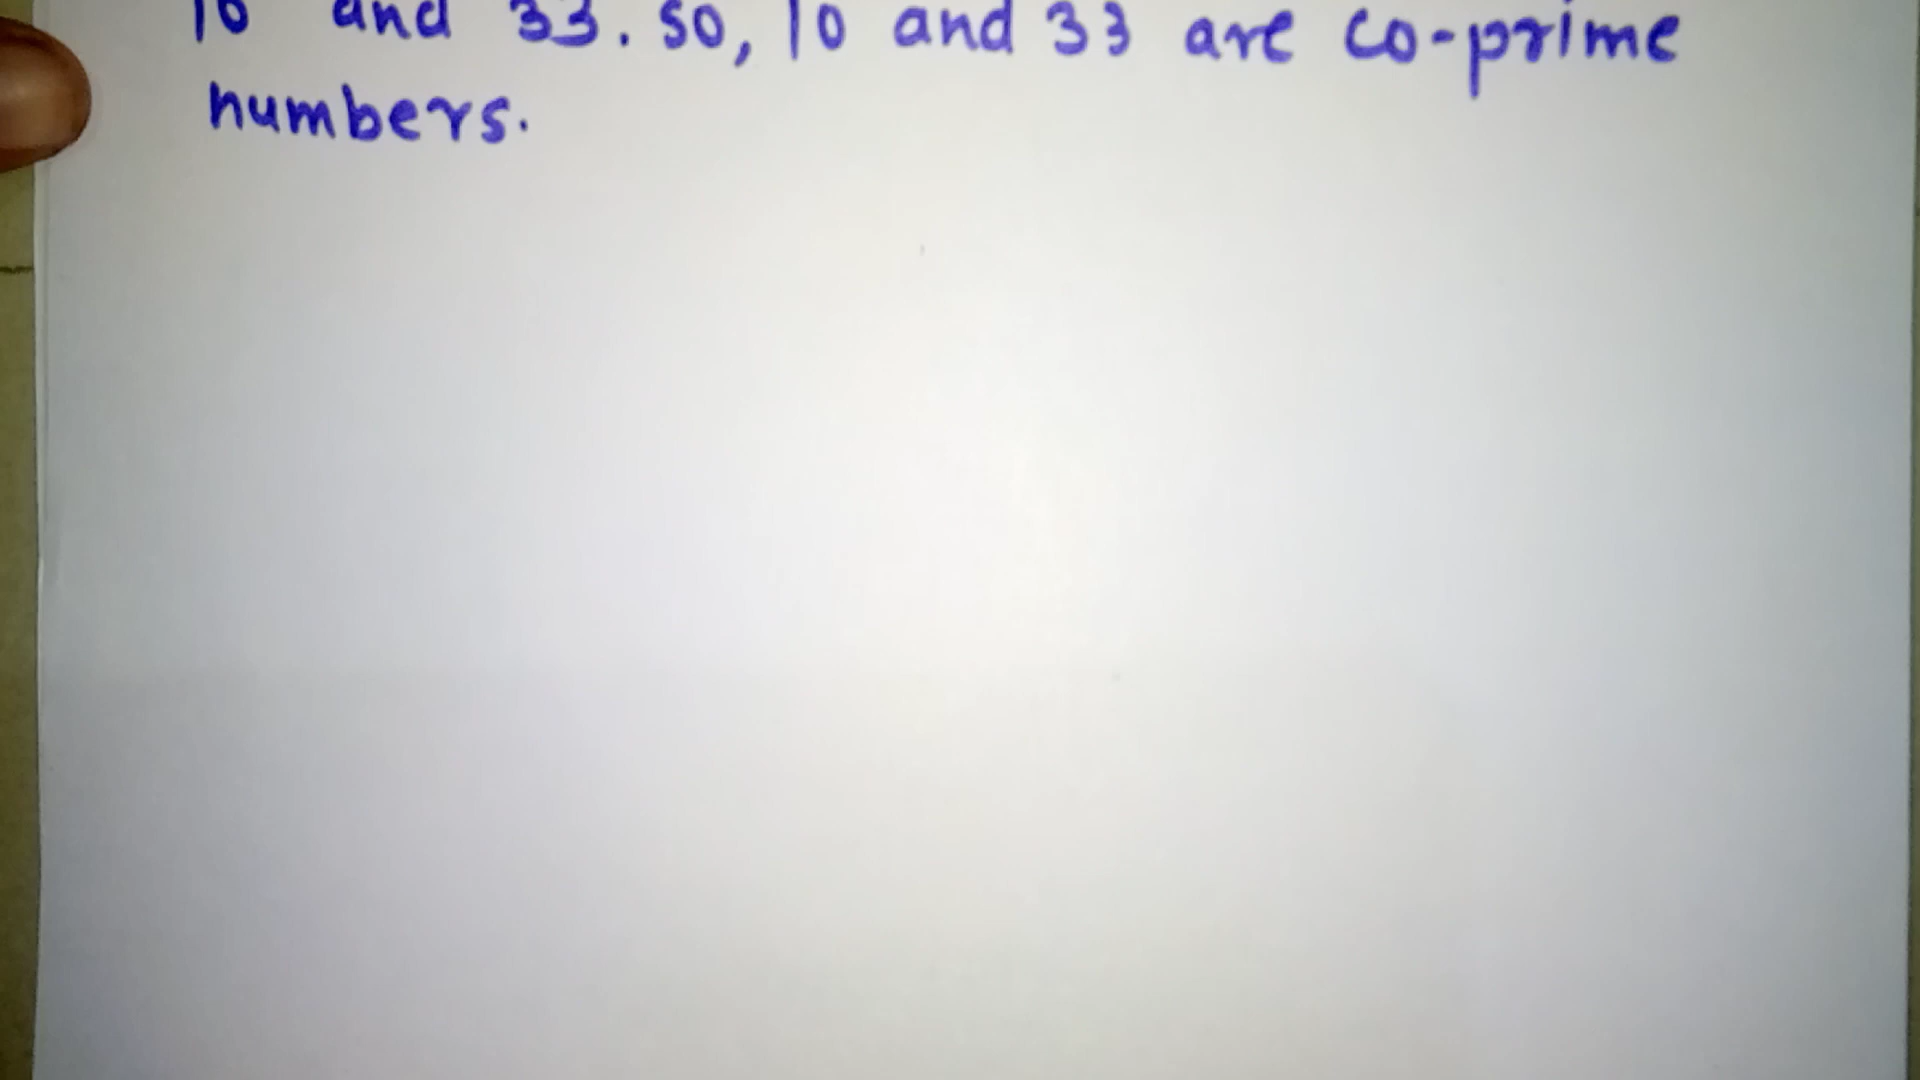 10 and 33. so, 10 and 33 are co-prime
numbers.